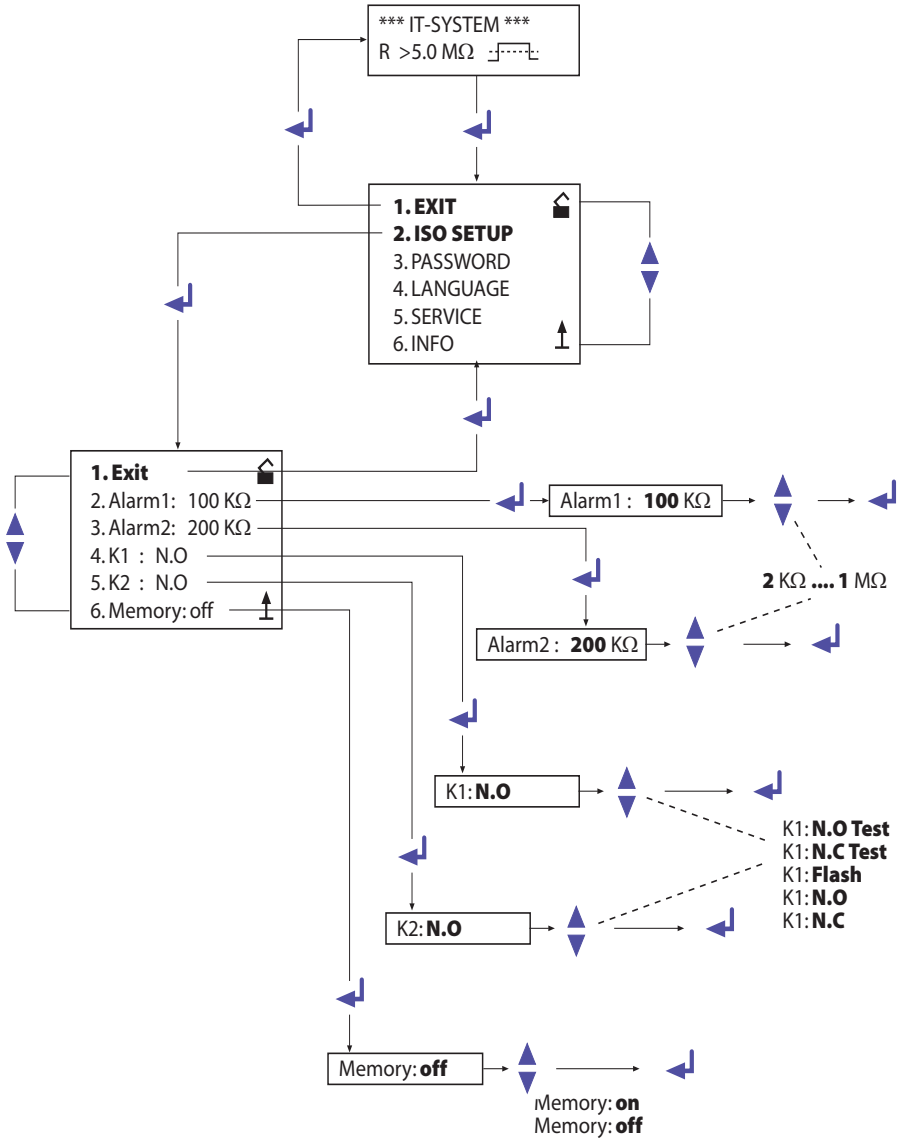 *** IT-SYSTEM ***
R >5.0 MΩ
1. EXIT
2. ISO SETUP
3. PASSWORD
4. LANGUAGE
5. SERVICE
6. INFO
1. Exit
2. Alarm1: 100 KΩ
3. Alarm2: 200 KΩ
4. K1 : N.O
5. K2 : N.O
6. Memory: off
Alarm1 : 100 KΩ
2 KΩ .... 1 MΩ
Alarm2 : 200 KΩ
K1: N.O
K1: N.O Test
K1: N.C Test
K1: Flash
K1: N.O
K1: N.C
K2: N.O
Memory: off
Memory: on
Memory: off